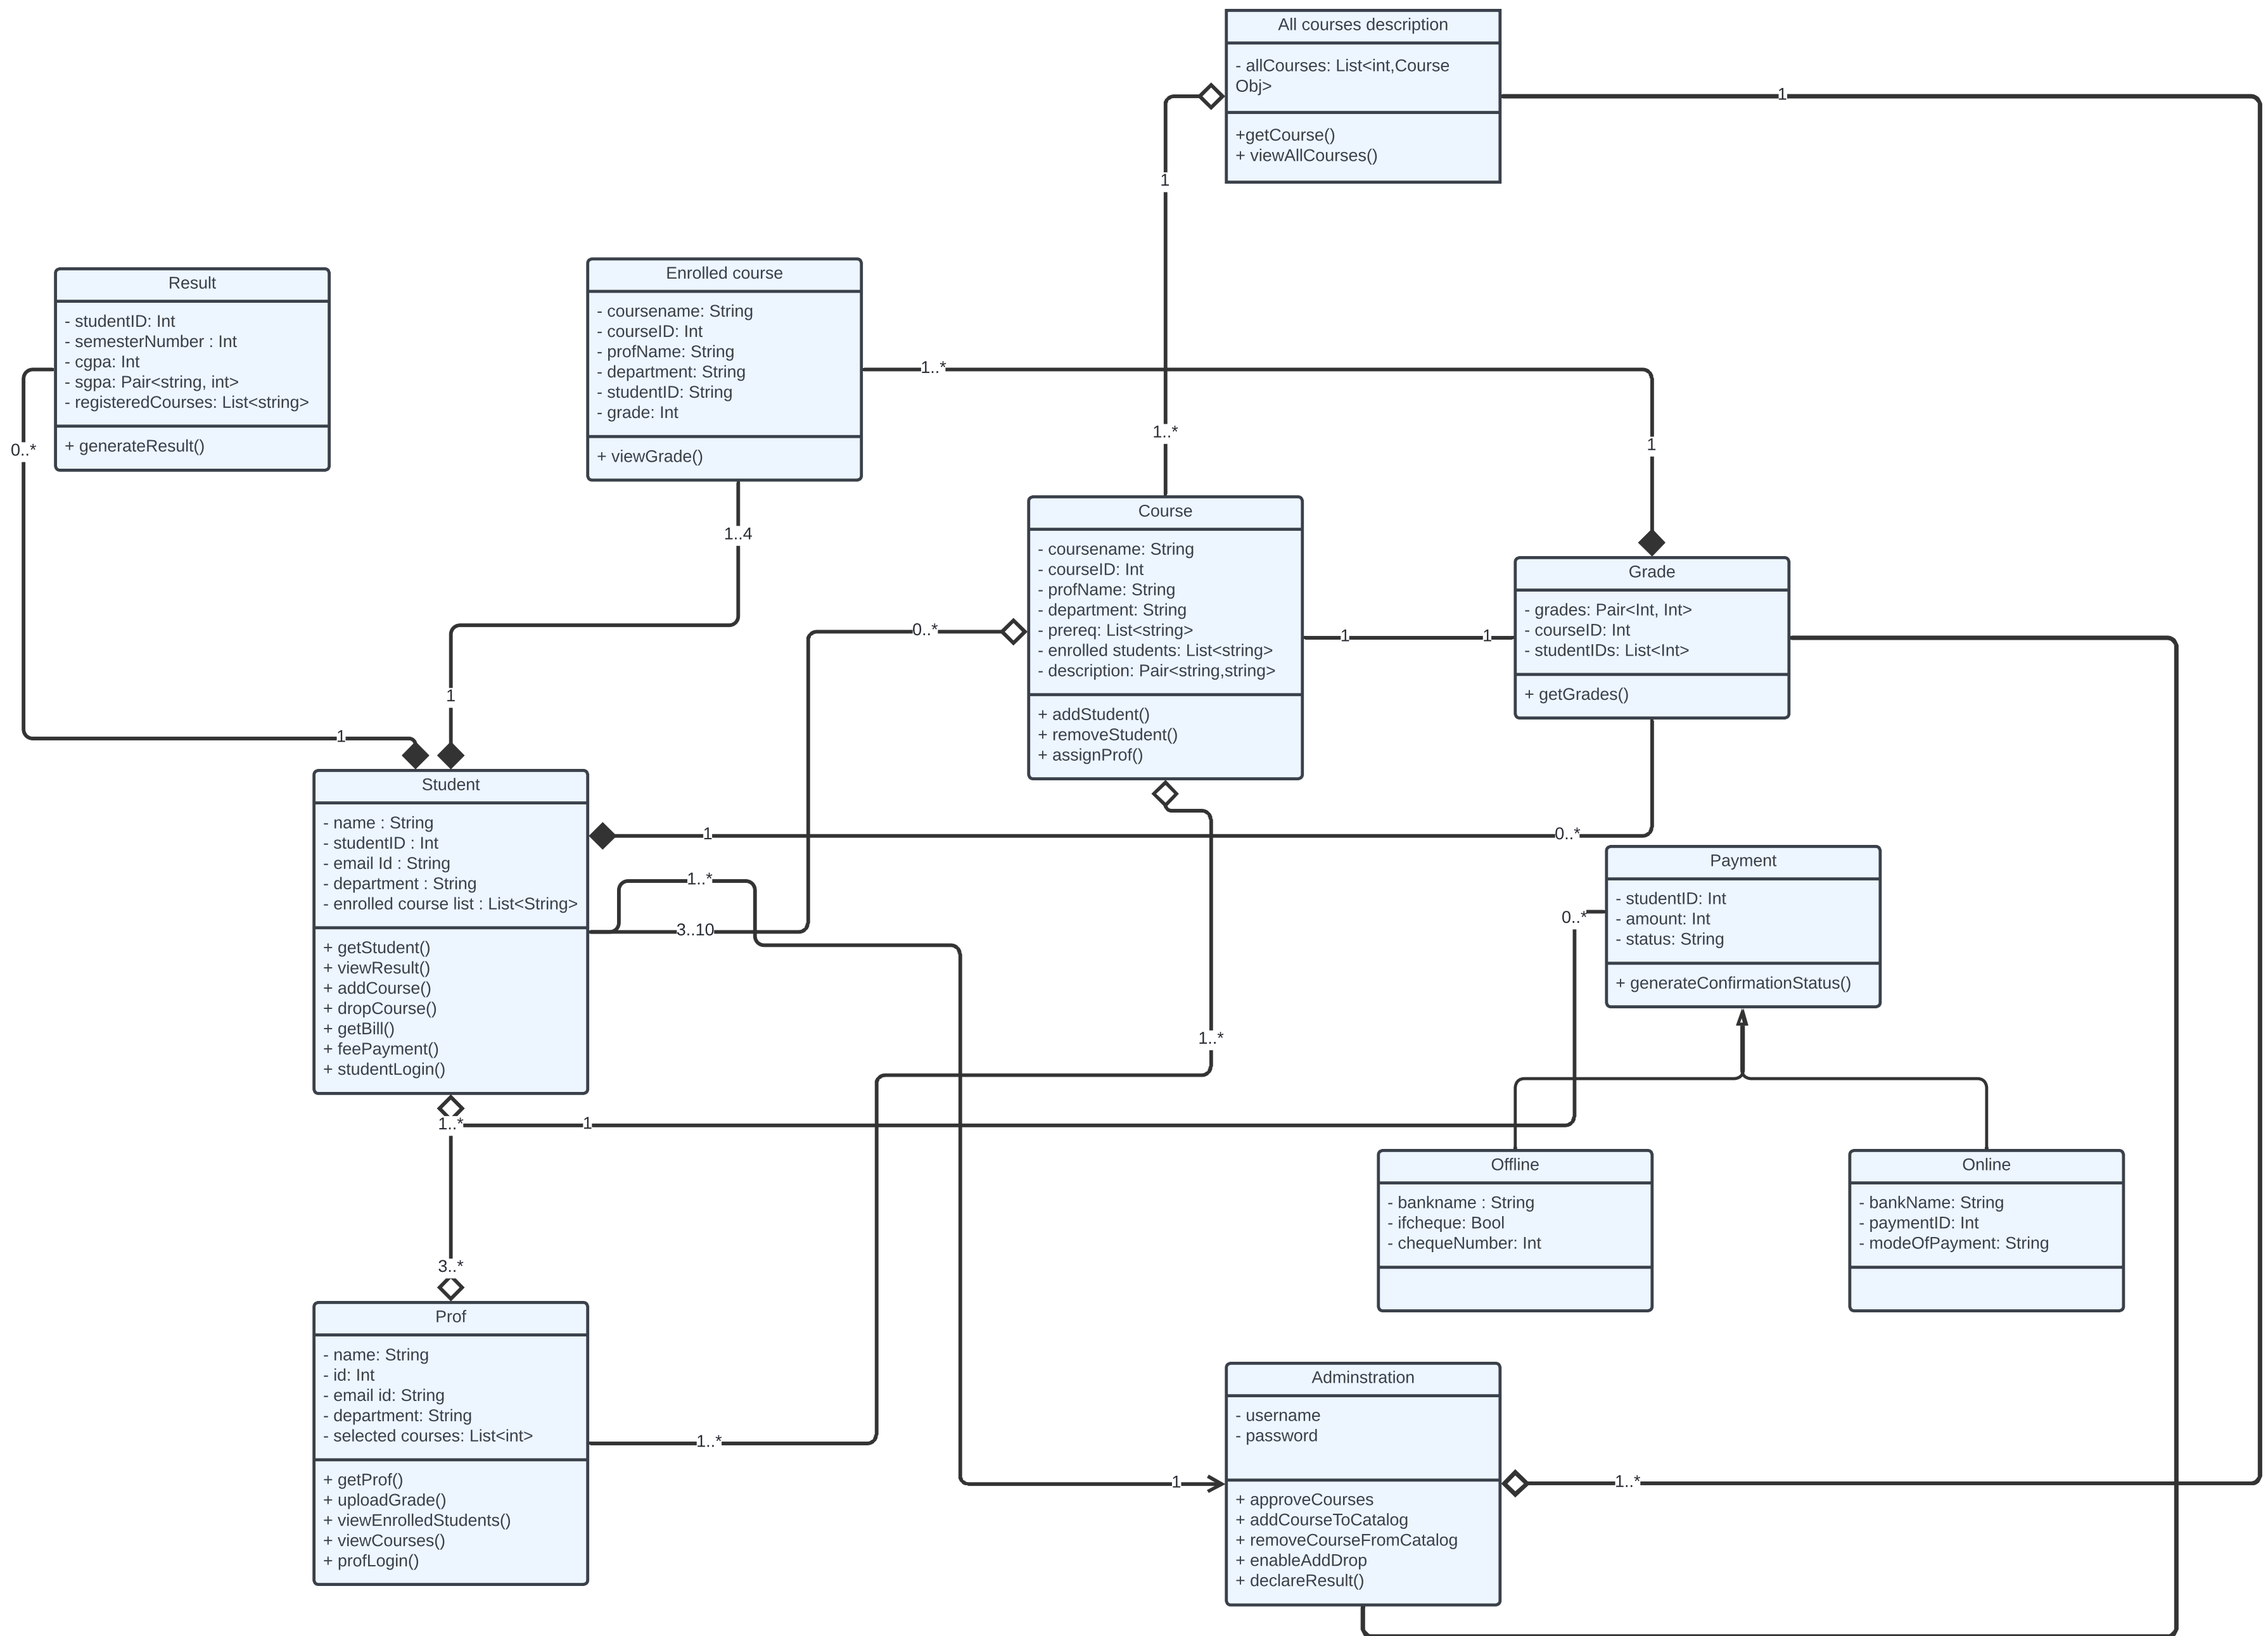 All courses description
- allCourses: List<int,Course
Obj>
+getCourse()
+ viewAllCourses()
1
1
1..*
Result
- studentID: Int
- semesterNumber : Int
- cgpa: Int
- sgpa: Pair<string, int>
- registeredCourses: List<string>
+ generateResult()
0..*
1
Enrolled course
- coursename: String
- courseID: Int
- profName: String
- department: String
- studentID: String
- grade: Int
+ viewGrade()
1..*
1
1..4
1
Course
- coursename: String
- courseID: Int
- profName: String
- department: String
- prereq: List<string>
- enrolled students: List<string>
- description: Pair<string,string>
+ addStudent()
+ removeStudent()
+ assignProf()
0..*
1
1
Grade
- grades: Pair<Int, Int>
- courseID: Int
- studentIDs: List<Int>
+ getGrades()
Student
- name : String
- studentID : Int
- email Id : String
- department : String
- enrolled course list : List<String>
+ getStudent()
+ viewResult()
+ addCourse()
+ dropCourse()
+ getBill()
+ feePayment()
+ studentLogin()
1
0..*
1..*
3..10
Payment
- studentID: Int
- amount: Int
- status: String
+ generateConfirmationStatus()
0..*
1..*
1..*
1
Offline
- bankname : String
- ifcheque: Bool
- chequeNumber: Int
Online
- bankName: String
- paymentID: Int
- modeOfPayment: String
3..*
Prof
- name: String
- id: Int
- email id: String
- department: String
- selected courses: List<int>
+ getProf()
+ uploadGrade()
+ viewEnrolledStudents()
+ viewCourses()
+ profLogin()
1..*
Adminstration
- username
- password
+ approveCourses
+ addCourseToCatalog
+ removeCourseFromCatalog
+ enableAddDrop
+ declareResult()
1
1..*